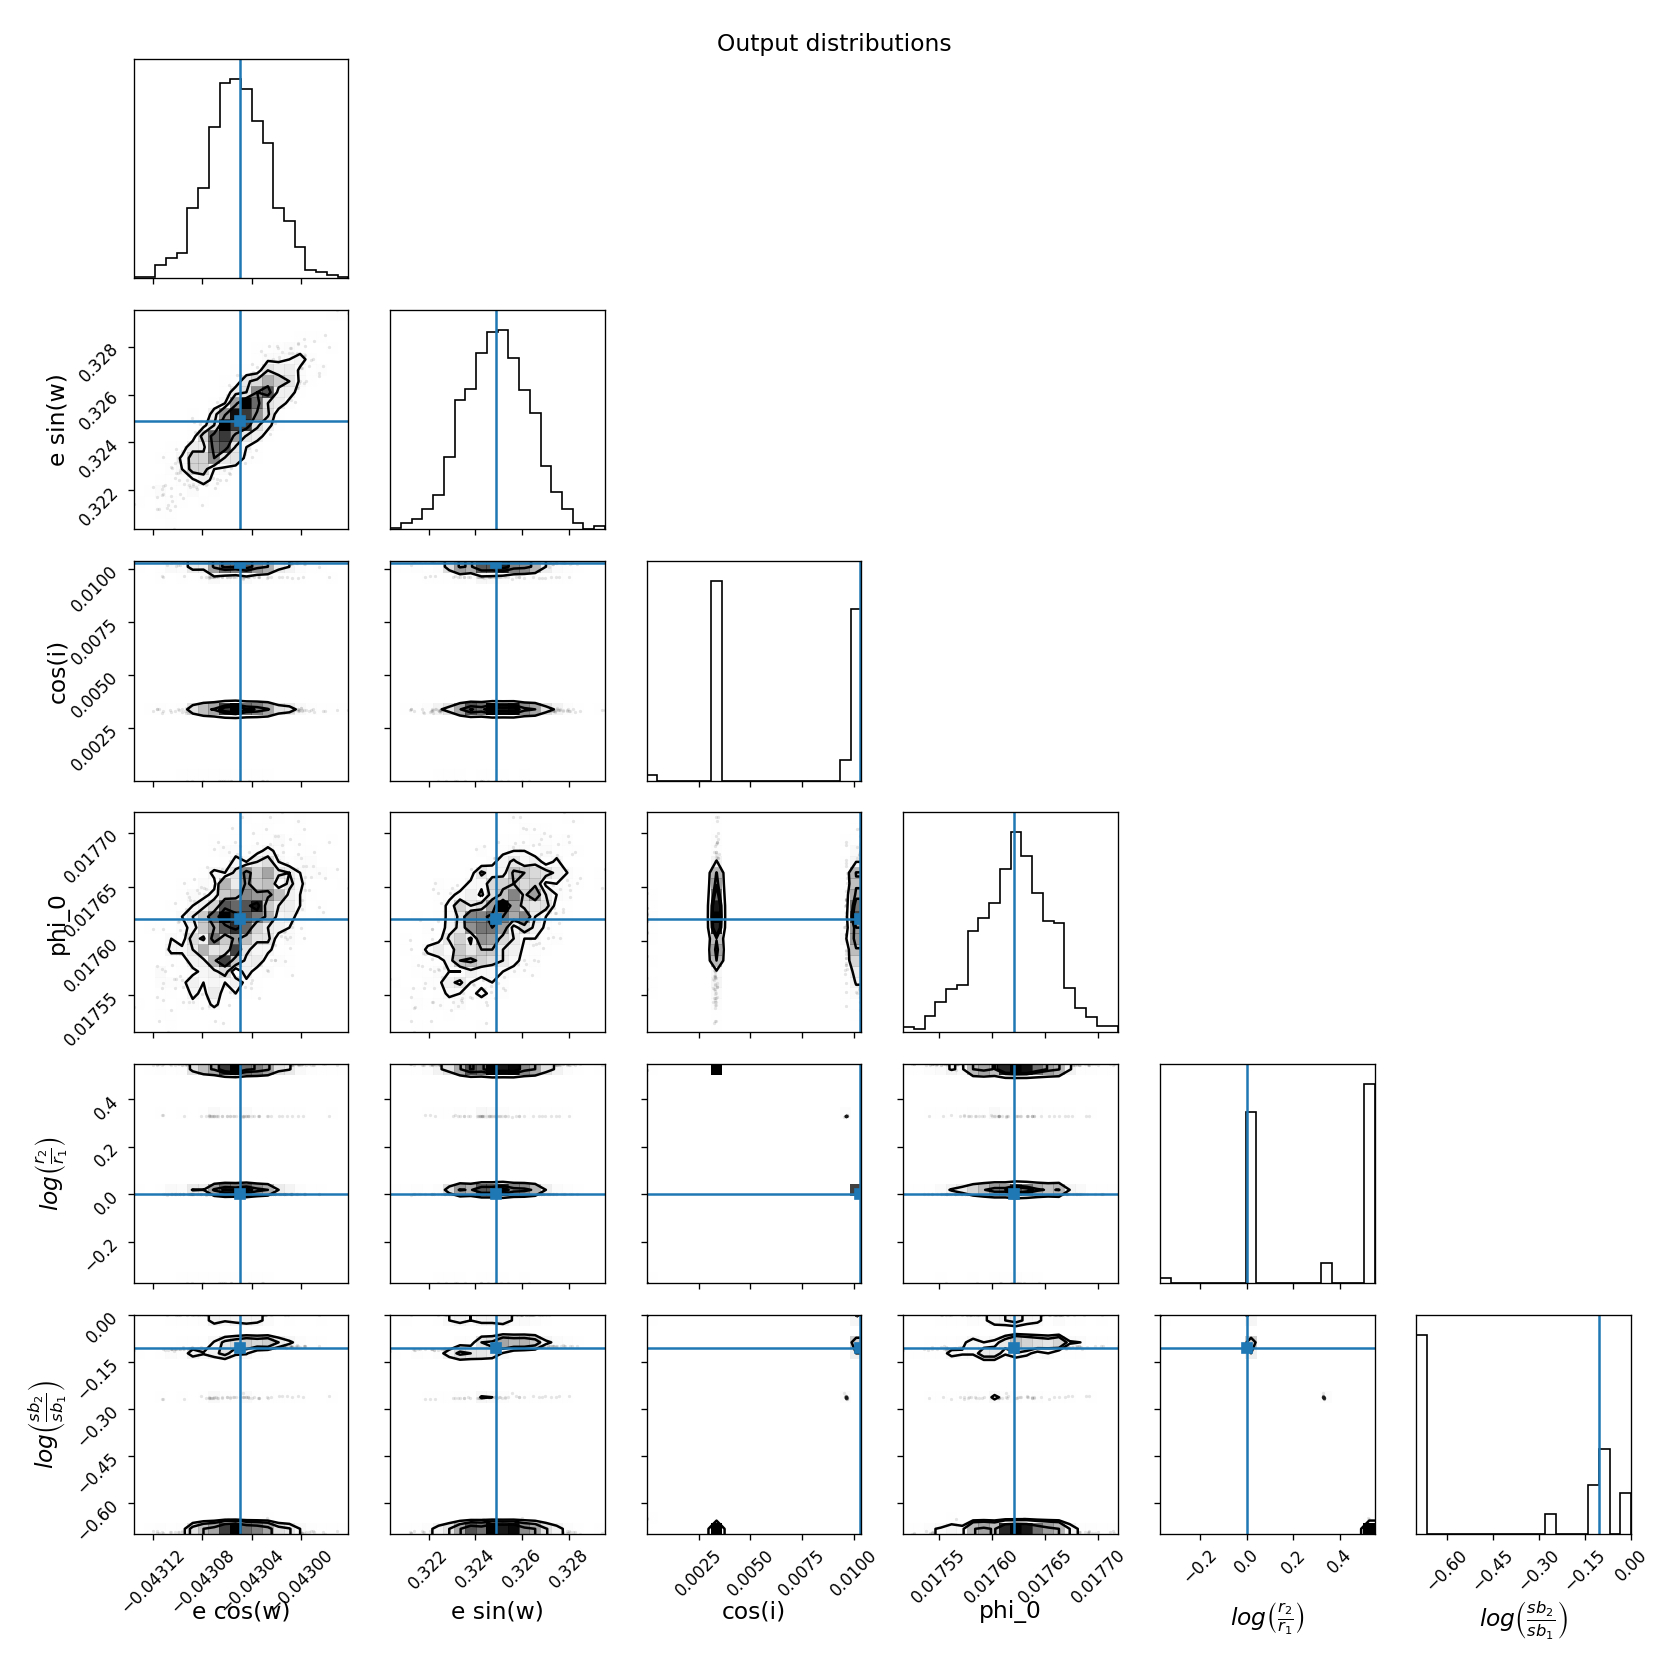 Output distributions
e sin(w)
0.328
0.326
0.324
0.322
cos(i)
0.0100
0.0075
0.0050
0.0025
phi_0
0.01770
0.01765
0.01760
0.01755
log(r2/r1)
0.4
0.2
0.0
−0.2
log(sb2/sb1)
0.00
−0.15
−0.30
−0.45
−0.60
−0.04312 −0.04308 −0.04304 −0.04300
0.322 0.324 0.326 0.328
0.0025 0.0050 0.0075 0.0100
0.01755 0.01760 0.01765 0.01770
−0.2 0.0 0.2 0.4
−0.60 −0.45 −0.30 −0.15 0.00
e cos(w) e sin(w) cos(i) phi_0 log(r2/r1) log(sb2/sb1)